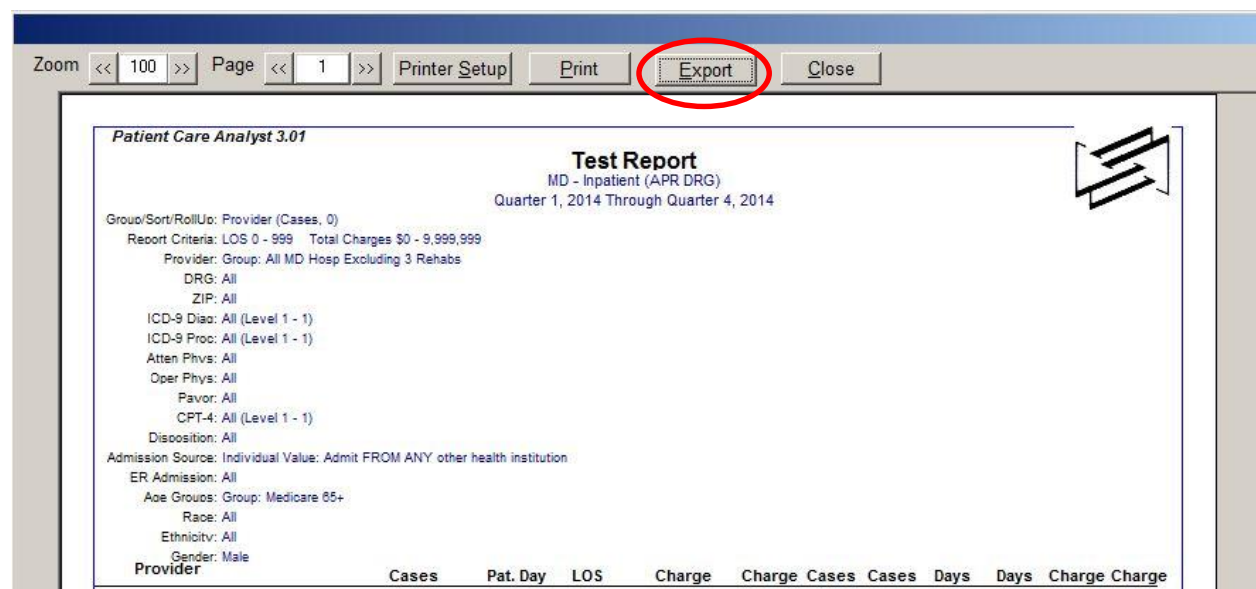 Zoom << 100 >> Page << 1 >> Printer Setup Print Export Close
Patient Care Analyst 3.01
Test Report
MD - Inpatient (APR DRG)
Quarter 1, 2014 Through Quarter 4, 2014
Group/Sort/RollUp: Provider (Cases, 0)
Report Criteria: LOS 0 - 999 Total Charges $0 - 9,999,999
Provider: Group: All MD Hosp Excluding 3 Rehabs
DRG: All
ZIP: All
ICD-9 Diag: All (Level 1 - 1)
ICD-9 Proc: All (Level 1 - 1)
Atten Phys: All
Oper Phys: All
Payor: All
CPT-4: All (Level 1 - 1)
Disposition: All
Admission Source: Individual Value: Admit FROM ANY other health institution
ER Admission: All
Age Groups: Group: Medicare 65+
Race: All
Ethnicity: All
Gender: Male
Provider Cases Pat. Day LOS Charge Charge Cases Cases Days Days Charge Charge